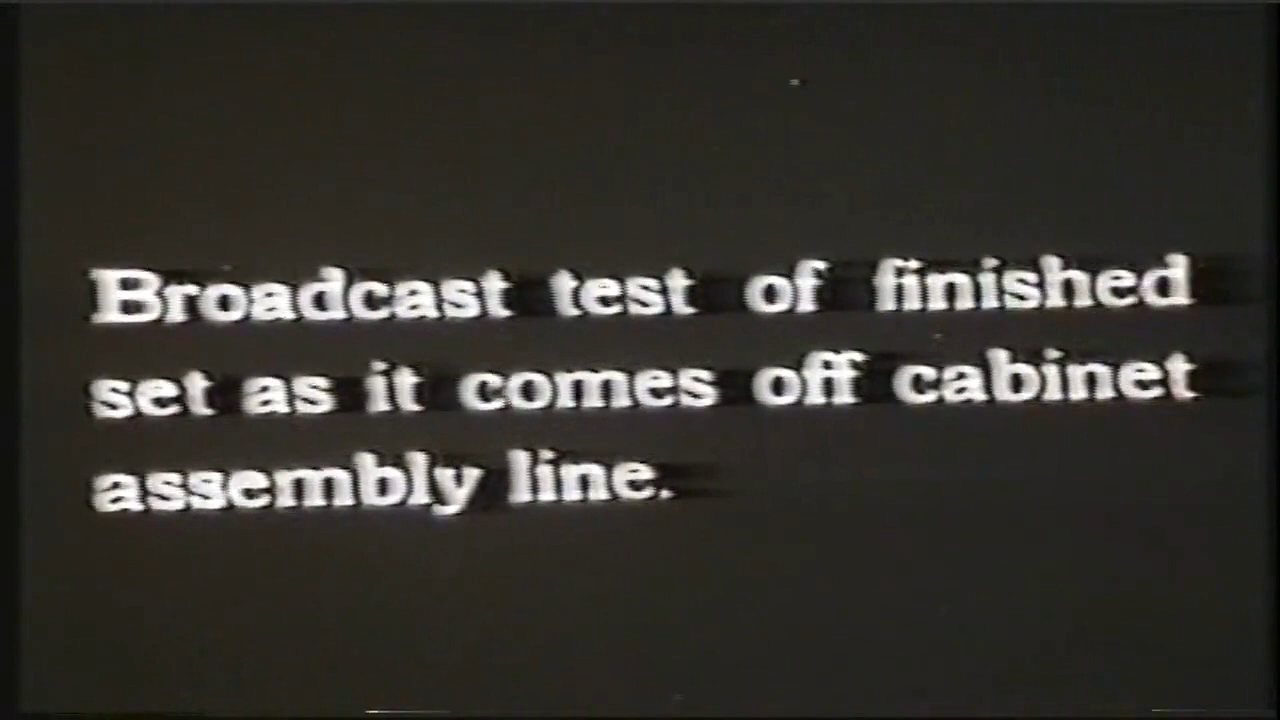 Broadcast test of finished
set as it comes off cabinet
assembly line.